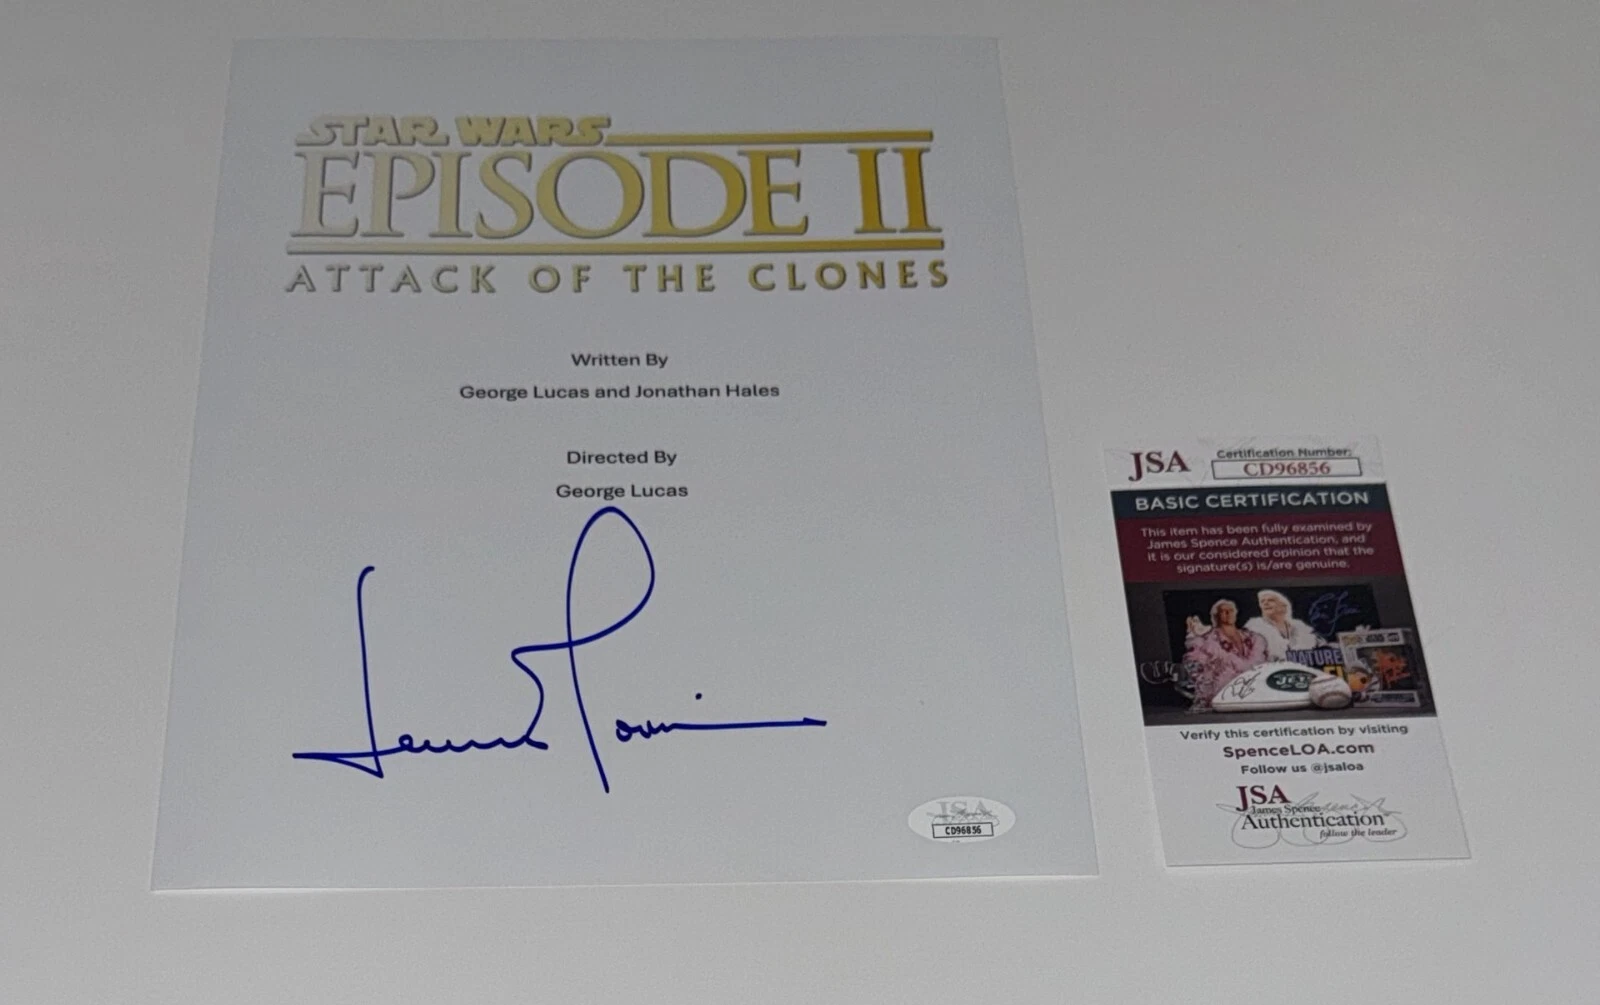 STAR WARS
EPISODE II
ATTACK OF THE CLONES
Written By
George Lucas and Jonathan Hales
Directed By
George Lucas
JSA
CD96856
JSA
Certification Number:
CD96856
BASIC CERTIFICATION
This item has been fully examined by
James Spence Authentication, and
it is our considered opinion that the
signature(s) is/are genuine.
NATURE
JETS
Verify this certification by visiting
SpenceLOA.com
Follow us @jsaloa
JSA
James Spence
Authentication
follow the leader